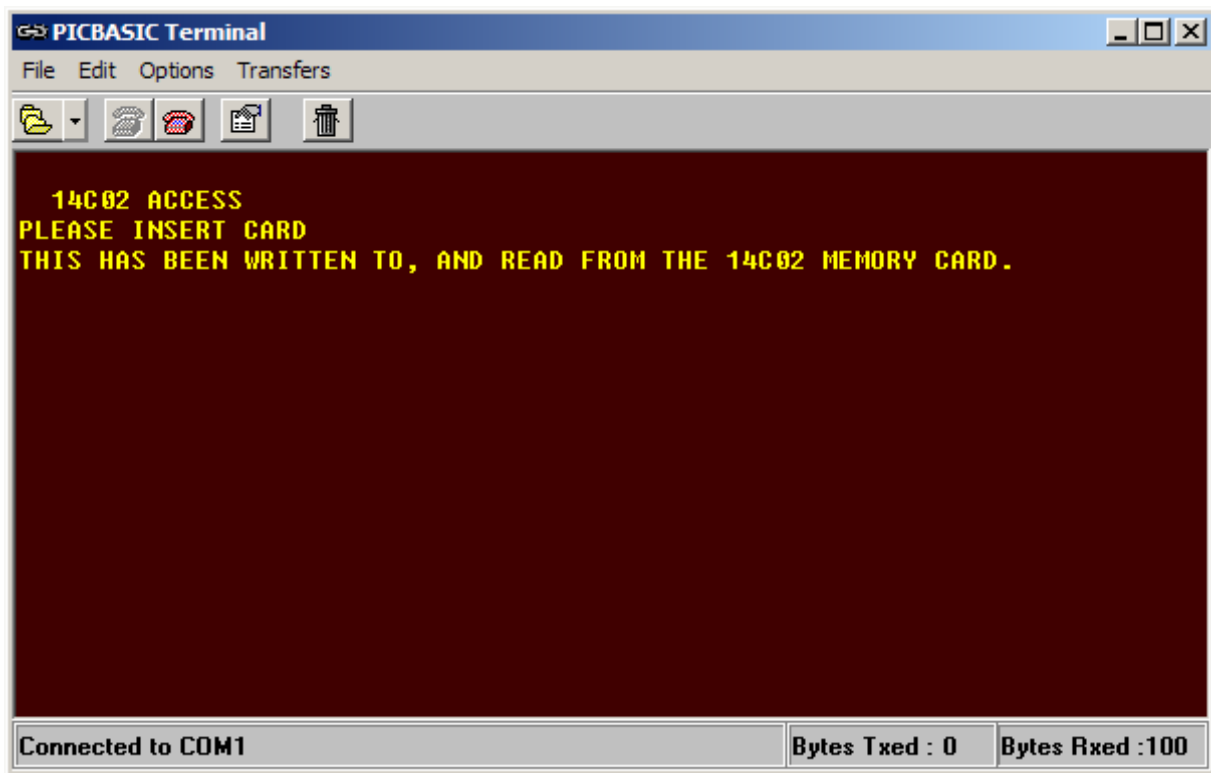 PICBASIC Terminal
File Edit Options Transfers
14C02 ACCESS
PLEASE INSERT CARD
THIS HAS BEEN WRITTEN TO, AND READ FROM THE 14C02 MEMORY CARD.
Connected to COM1 Bytes Txed : 0 Bytes Rxed :100